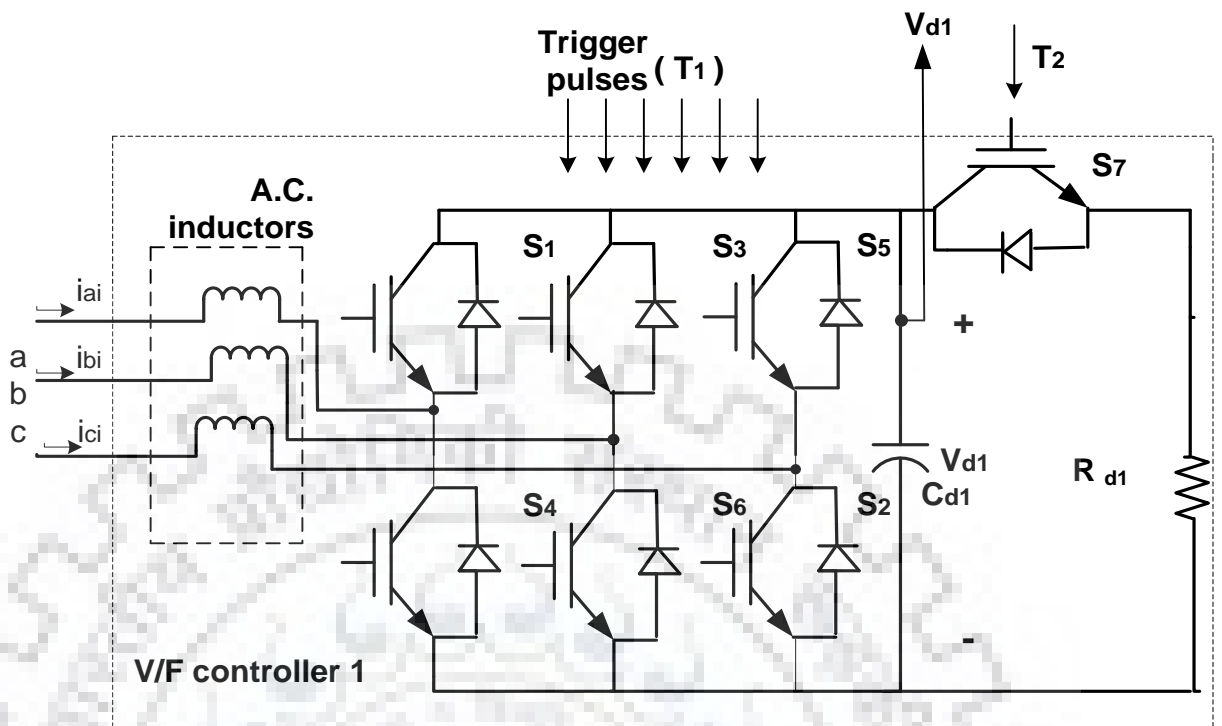 Vd1
Trigger
pulses ( T1 )
T2
S7
A.C.
inductors
S1
S3
S5
iai
a
ibi
b
c
ici
+
Vd1
Cd1
R d1
S4
S6
S2
-
V/F controller 1